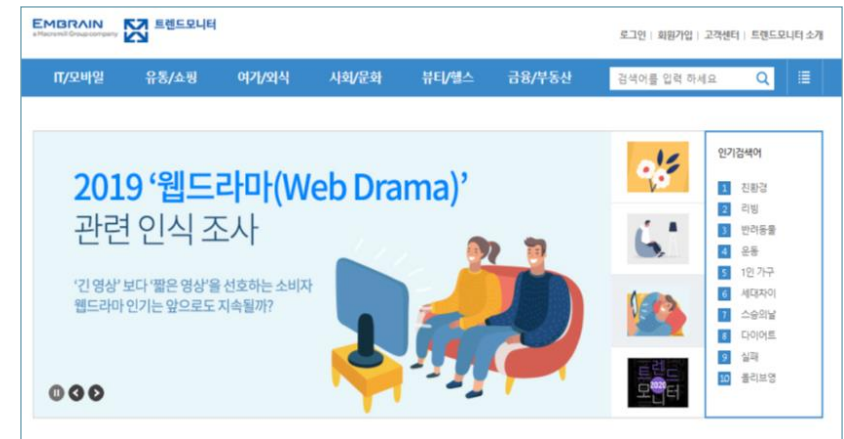 EMBRAIN
a Macromill Group company
트렌드모니터
로그인 | 회원가입 | 고객센터 | 트렌드모니터 소개
IT/모바일 유통/쇼핑 여가/외식 사회/문화 뷰티/헬스 금융/부동산 검색어를 입력 하세요
2019 ‘웹드라마(Web Drama)’
관련 인식 조사
‘긴 영상’ 보다 ‘짧은 영상’을 선호하는 소비자
웹드라마 인기는 앞으로도 지속될까?
트렌드
2020
모니터
인기검색어
1 친환경
2 리빙
3 반려동물
4 운동
5 1인 가구
6 세대차이
7 스승의날
8 다이어트
9 실패
10 올리브영